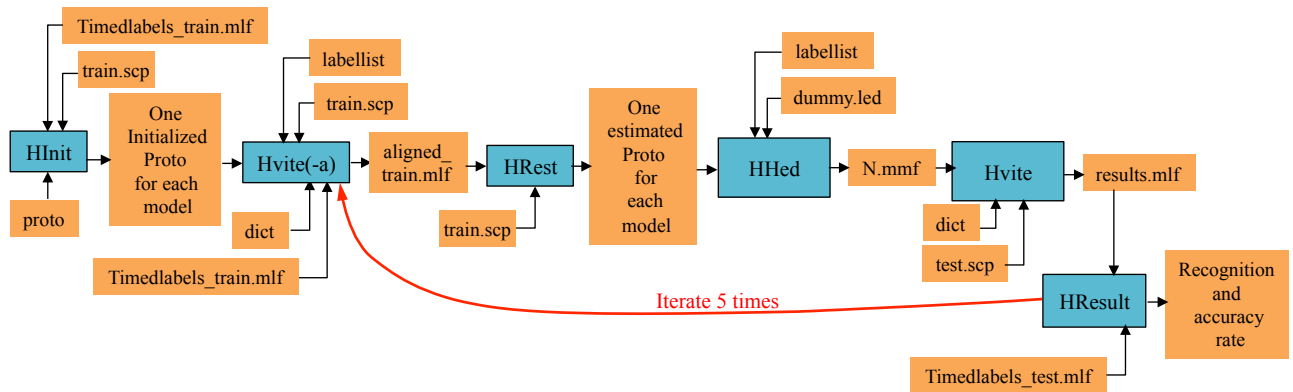 Timedlabels_train.mlf
train.scp
HInit
proto
One
Initialized
Proto
for each
model
labellist
train.scp
Hvite(-a)
dict
Timedlabels_train.mlf
aligned_
train.mlf
HRest
train.scp
One
estimated
Proto
for
each
model
labellist
dummy.led
HHed
N.mmf
Hvite
dict
test.scp
results.mlf
Iterate 5 times
HResult
Timedlabels_test.mlf
Recognition
and
accuracy
rate